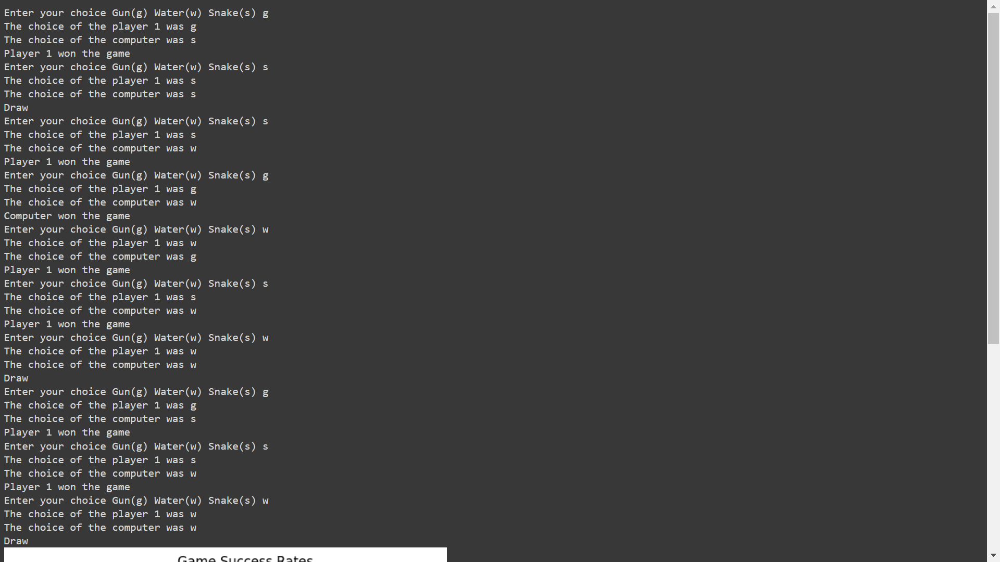 Enter your choice Gun(g) Water(w) Snake(s) g
The choice of the player 1 was g
The choice of the computer was s
Player 1 won the game
Enter your choice Gun(g) Water(w) Snake(s) s
The choice of the player 1 was s
The choice of the computer was s
Draw
Enter your choice Gun(g) Water(w) Snake(s) s
The choice of the player 1 was s
The choice of the computer was w
Player 1 won the game
Enter your choice Gun(g) Water(w) Snake(s) g
The choice of the player 1 was g
The choice of the computer was w
Computer won the game
Enter your choice Gun(g) Water(w) Snake(s) w
The choice of the player 1 was w
The choice of the computer was g
Player 1 won the game
Enter your choice Gun(g) Water(w) Snake(s) s
The choice of the player 1 was s
The choice of the computer was w
Player 1 won the game
Enter your choice Gun(g) Water(w) Snake(s) w
The choice of the player 1 was w
The choice of the computer was w
Draw
Enter your choice Gun(g) Water(w) Snake(s) g
The choice of the player 1 was g
The choice of the computer was s
Player 1 won the game
Enter your choice Gun(g) Water(w) Snake(s) s
The choice of the player 1 was s
The choice of the computer was w
Player 1 won the game
Enter your choice Gun(g) Water(w) Snake(s) w
The choice of the player 1 was w
The choice of the computer was w
Draw
Game Success Rates